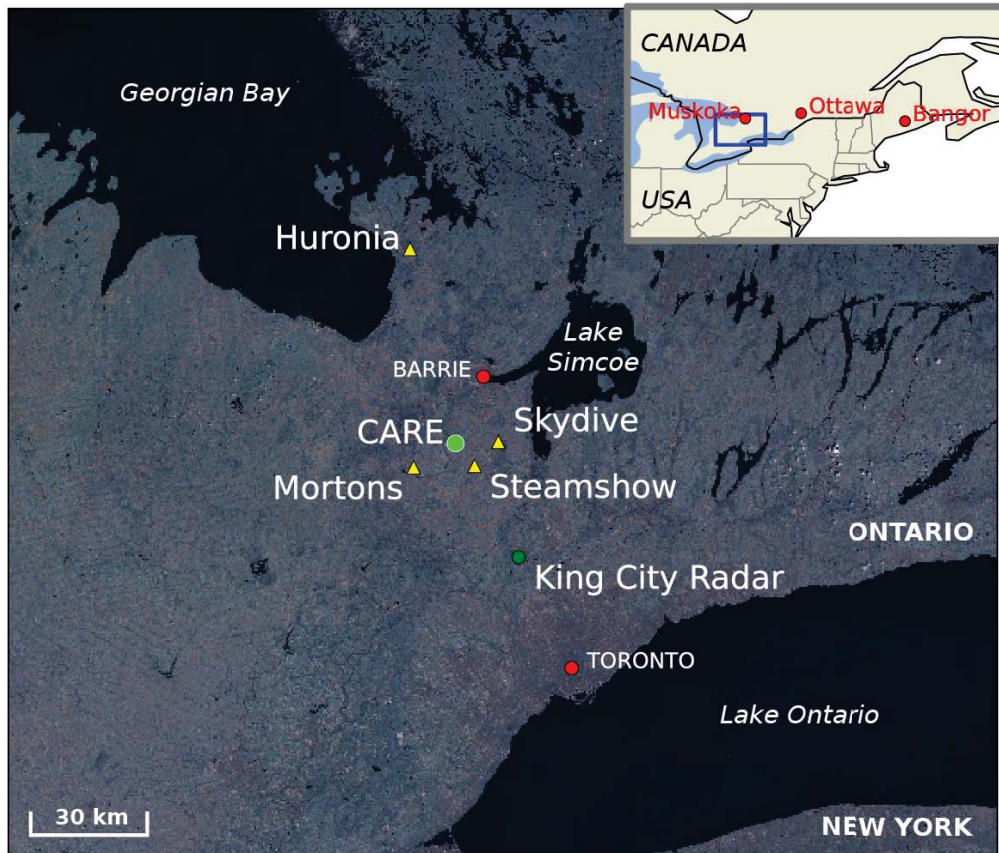 CANADA
Muskoka
Ottawa
Bangor
USA
Georgian Bay
Huronia
Lake
Simcoe
BARRIE
Skydive
CARE
Mortons
Steamshow
ONTARIO
King City Radar
TORONTO
Lake Ontario
30 km
NEW YORK